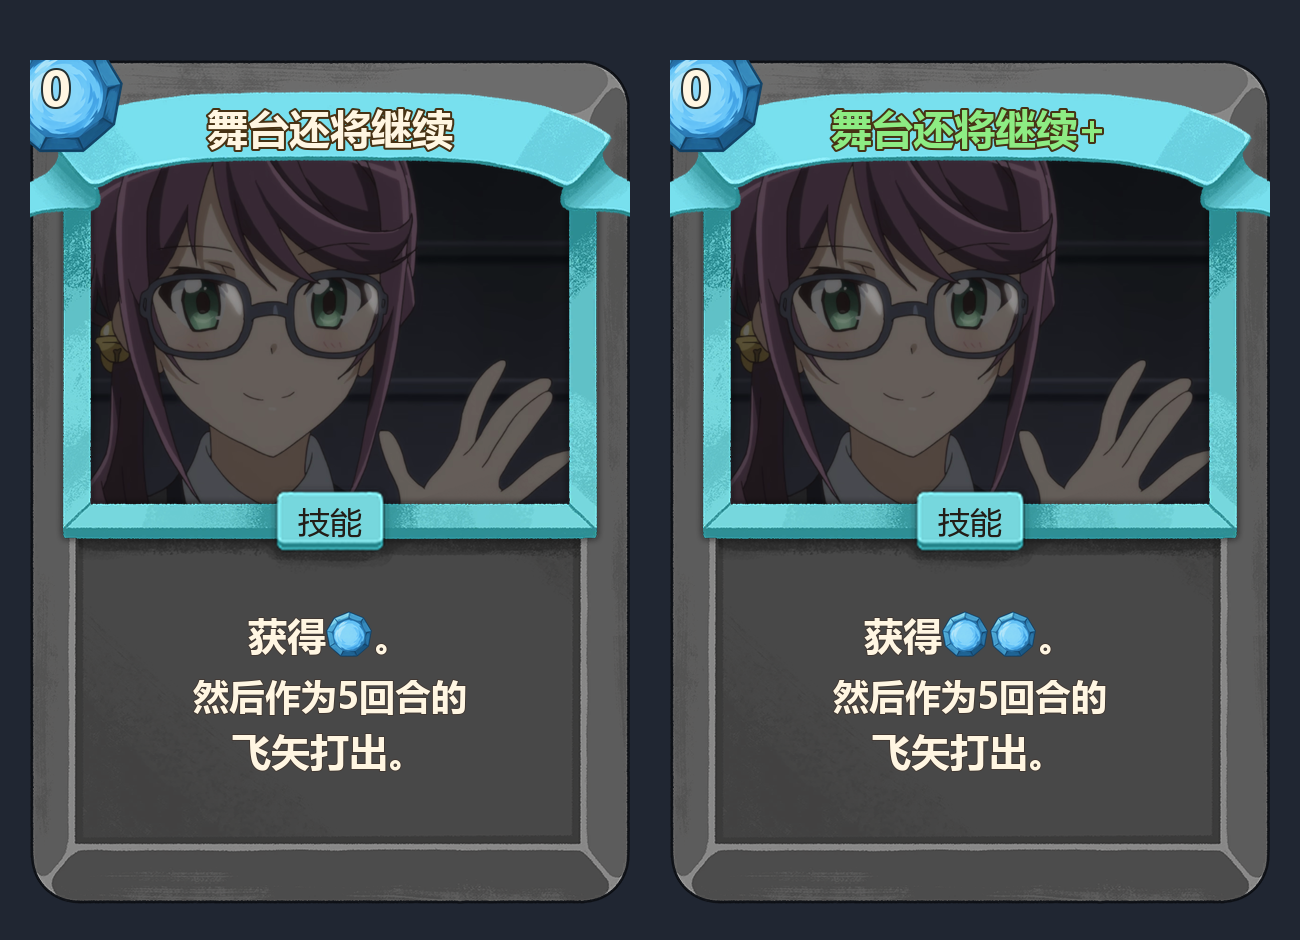 0
舞台还将继续
技能
获得。
然后作为5回合的
飞矢打出。
0
舞台还将继续+
技能
获得。
然后作为5回合的
飞矢打出。